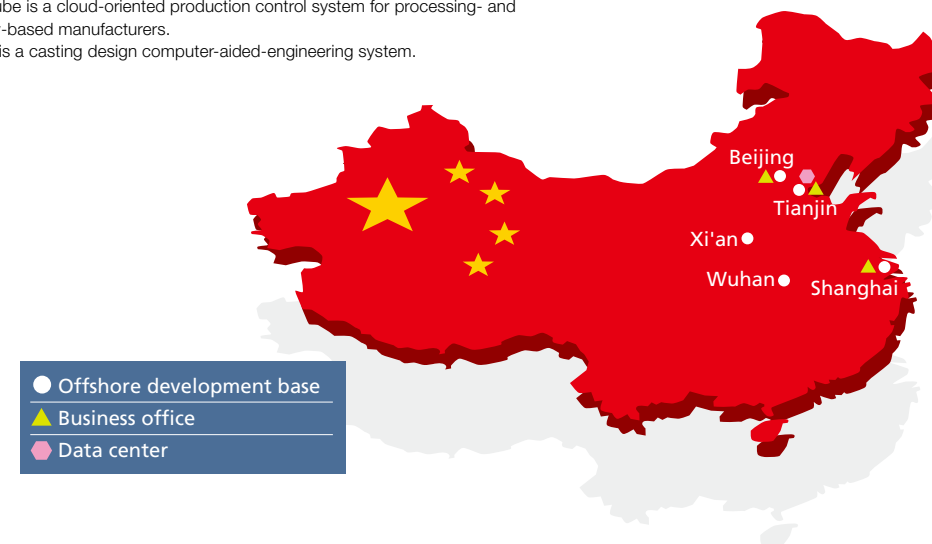 is a cloud-oriented production control system for processing- and
-based manufacturers.
is a casting design computer-aided-engineering system.
Beijing
Tianjin
Xi'an
Wuhan
Shanghai
Offshore development base
Business office
Data center